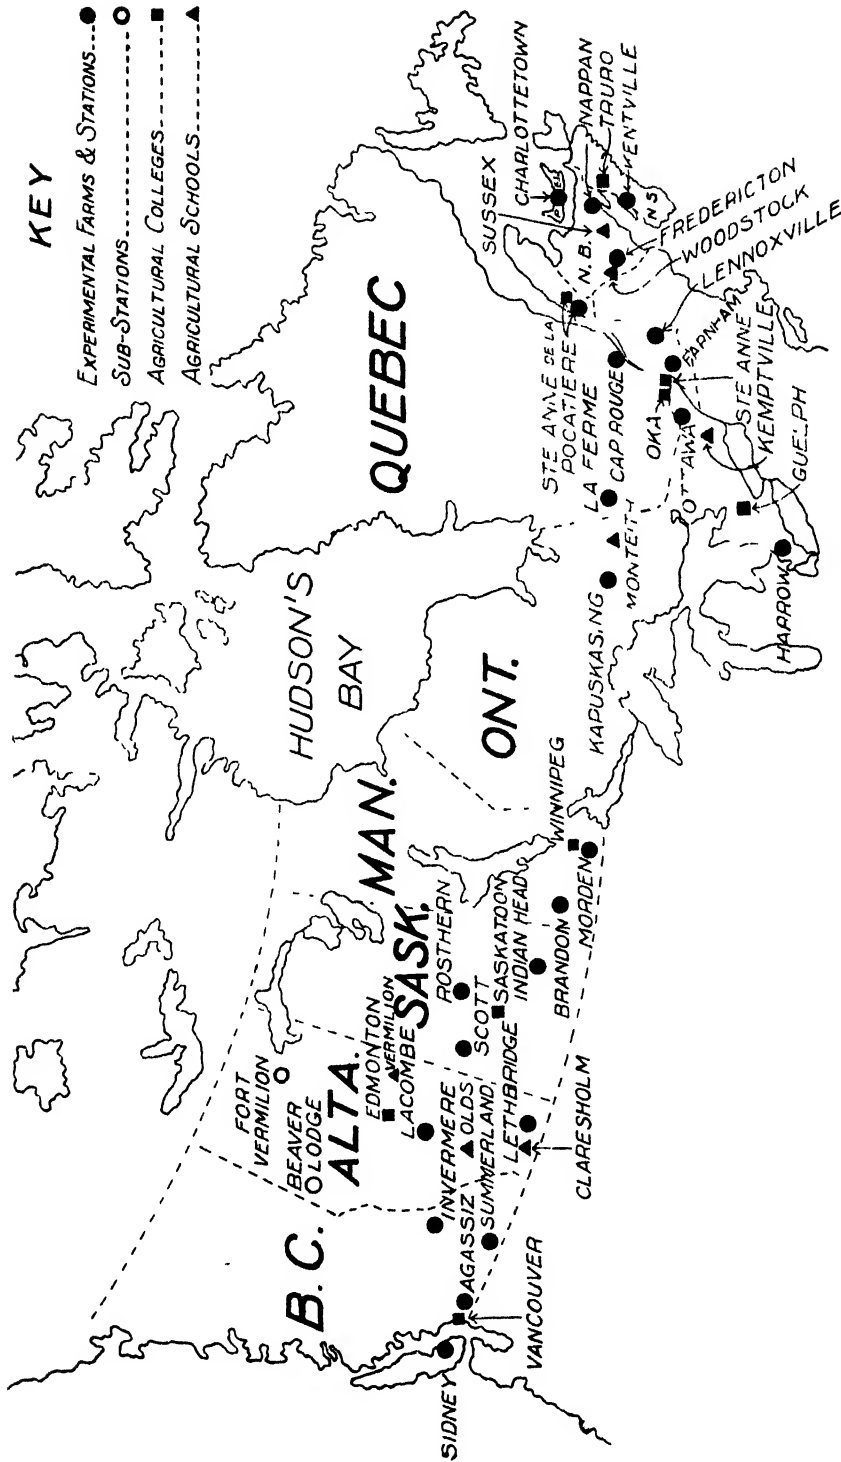 KEY
EXPERIMENTAL FARMS & STATIONS
SUB-STATIONS
AGRICULTURAL COLLEGES
AGRICULTURAL SCHOOLS
HUDSON'S
BAY
QUEBEC
ONT.
MAN.
SASK.
ALTA.
B.C.
N.B.
N S
FORT
VERMILION
BEAVER
LODGE
EDMONTON
VERMILION
LACOMBE
INVERMERE
OLDS
AGASSIZ
SUMMERLAND
LETHBRIDGE
CLARESHOLM
VANCOUVER
SIDNEY
ROSTHERN
SCOTT
SASKATOON
INDIAN HEAD
BRANDON
MORDEN
WINNIPEG
KAPUSKAS.NG
MONTEITH
LA FERME
CAP ROUGE
STE ANNE DE LA
POCATIERE
OKA
OTTAWA
HARROW
GUELPH
KEMPTVILLE
STE ANNE
FARNHAM
LENNOXVILLE
WOODSTOCK
FREDERICTON
SUSSEX
CHARLOTTETOWN
NAPPAN
TRURO
KENTVILLE